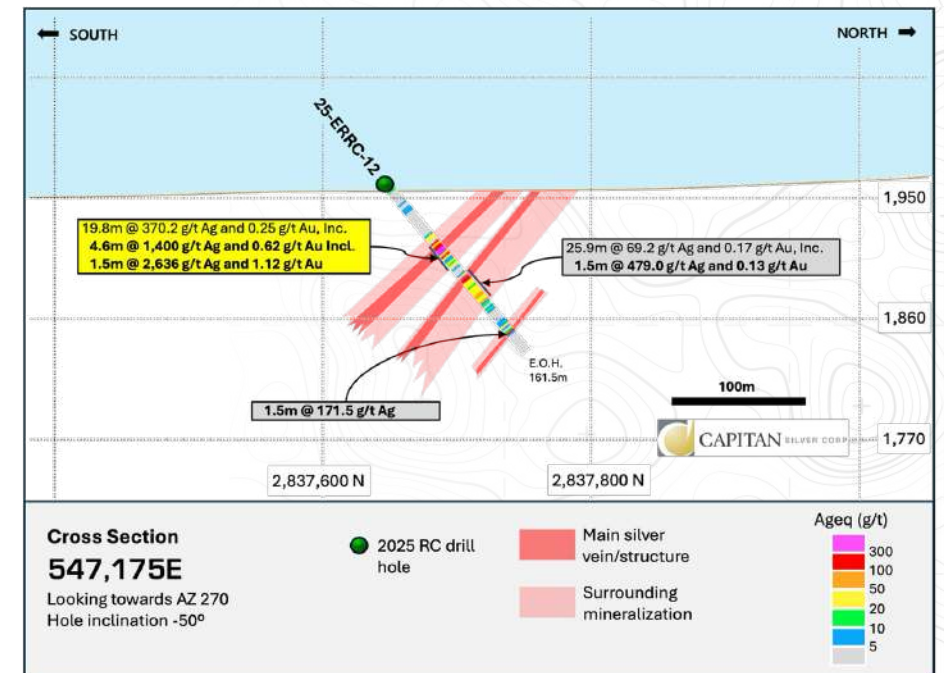 SOUTH
NORTH
25-ERRC-12
1,950
19.8m @ 370.2 g/t Ag and 0.25 g/t Au, Inc.
4.6m @ 1,400 g/t Ag and 0.62 g/t Au Incl.
1.5m @ 2,636 g/t Ag and 1.12 g/t Au
25.9m @ 69.2 g/t Ag and 0.17 g/t Au, Inc.
1.5m @ 479.0 g/t Ag and 0.13 g/t Au
1,860
E.O.H.
161.5m
100m
1.5m @ 171.5 g/t Ag
CAPITAN SILVER CORP
1,770
2,837,600 N
2,837,800 N
Cross Section
547,175E
Looking towards AZ 270
Hole inclination -50º
2025 RC drill
hole
Main silver
vein/structure
Surrounding
mineralization
Ageq (g/t)
300
100
50
20
10
5